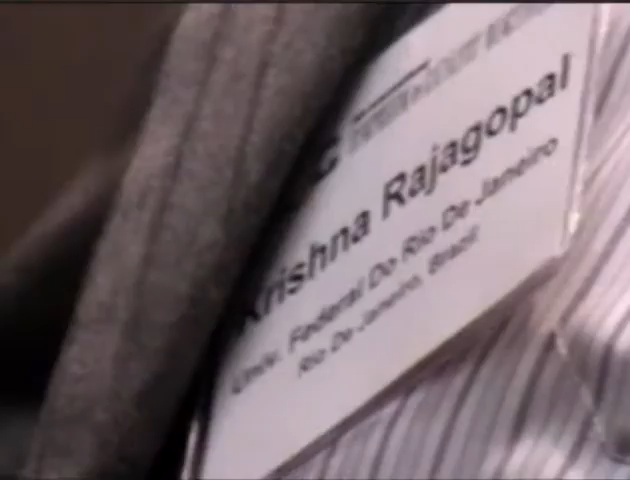 Krishna Rajagopal
Univ. Federal Do Rio De Janeiro
Rio De Janeiro, Brazil